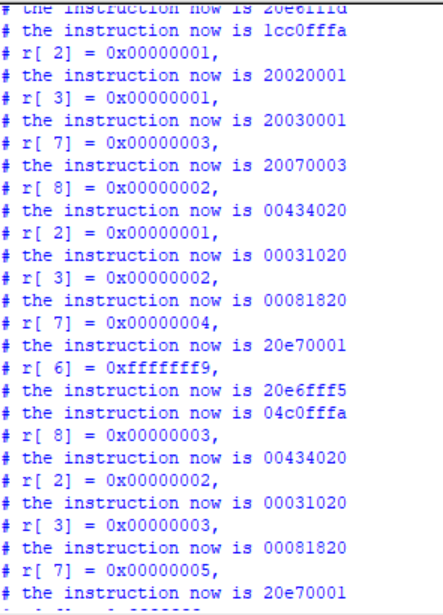 # the instruction now is
# the instruction now is 1cc0fffa
# r[ 2] = 0x00000001,
# the instruction now is 20020001
# r[ 3] = 0x00000001,
# the instruction now is 20030001
# r[ 7] = 0x00000003,
# the instruction now is 20070003
# r[ 8] = 0x00000002,
# the instruction now is 00434020
# r[ 2] = 0x00000001,
# the instruction now is 00031020
# r[ 3] = 0x00000002,
# the instruction now is 00081820
# r[ 7] = 0x00000004,
# the instruction now is 20e70001
# r[ 6] = 0xfffffff9,
# the instruction now is 20e6fff5
# the instruction now is 04c0fffa
# r[ 8] = 0x00000003,
# the instruction now is 00434020
# r[ 2] = 0x00000002,
# the instruction now is 00031020
# r[ 3] = 0x00000003,
# the instruction now is 00081820
# r[ 7] = 0x00000005,
# the instruction now is 20e70001